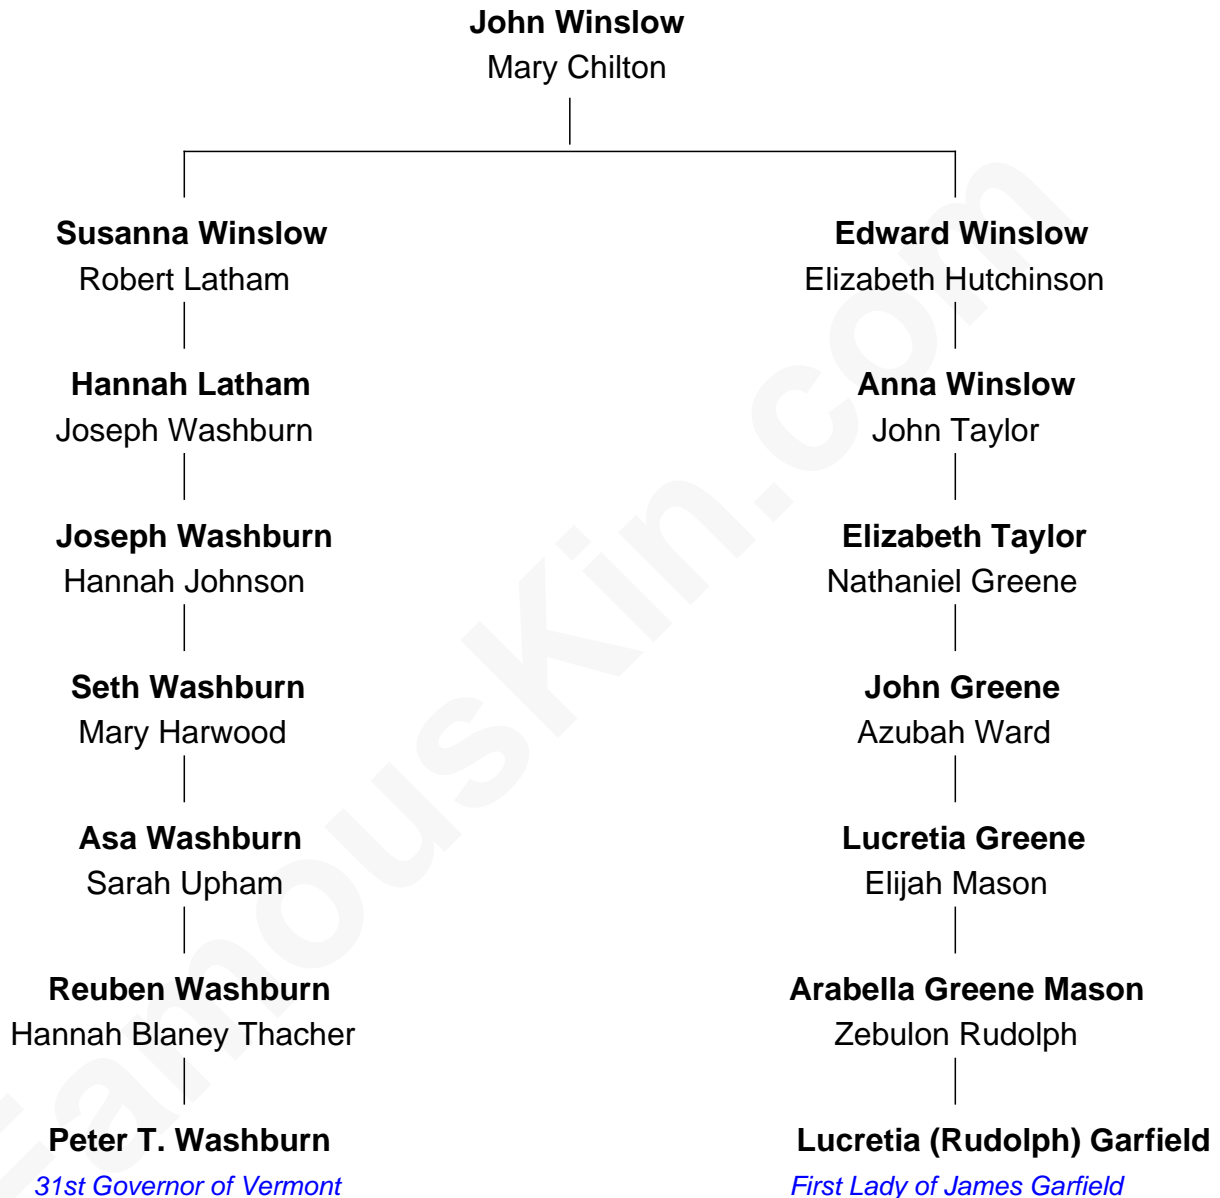 John Winslow
Mary Chilton
Susanna Winslow
Robert Latham
Edward Winslow
Elizabeth Hutchinson
Hannah Latham
Joseph Washburn
Anna Winslow
John Taylor
Joseph Washburn
Hannah Johnson
Elizabeth Taylor
Nathaniel Greene
Seth Washburn
Mary Harwood
John Greene
Azubah Ward
Asa Washburn
Sarah Upham
Lucretia Greene
Elijah Mason
Reuben Washburn
Hannah Blaney Thacher
Arabella Greene Mason
Zebulon Rudolph
Peter T. Washburn
31st Governor of Vermont
Lucretia (Rudolph) Garfield
First Lady of James Garfield
FamousKin.com